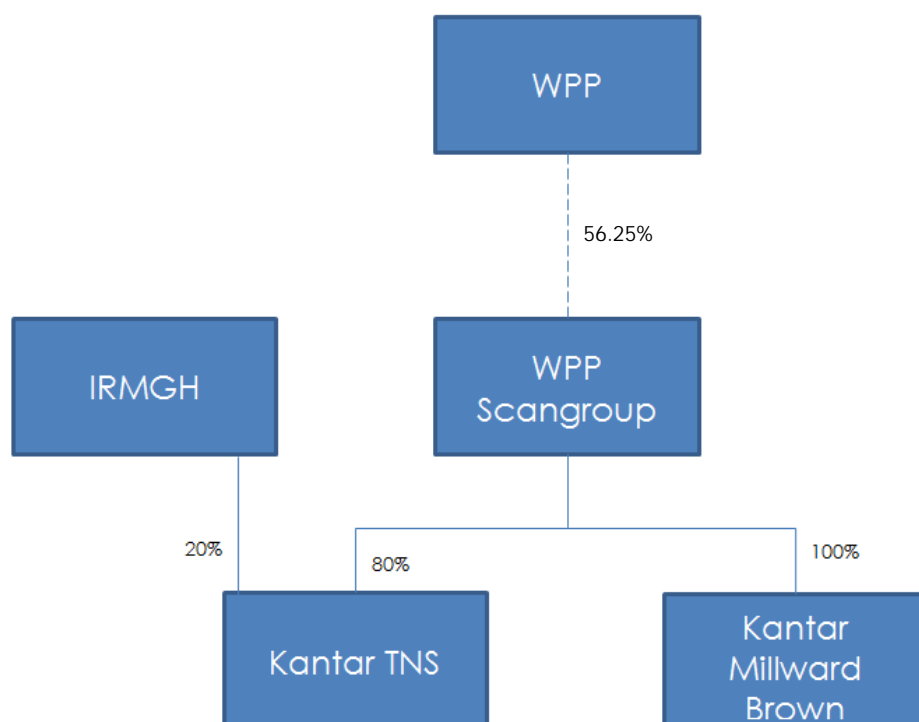 WPP
56.25%
IRMGH
WPP
Scangroup
20%
80%
100%
Kantar TNS
Kantar
Millward
Brown